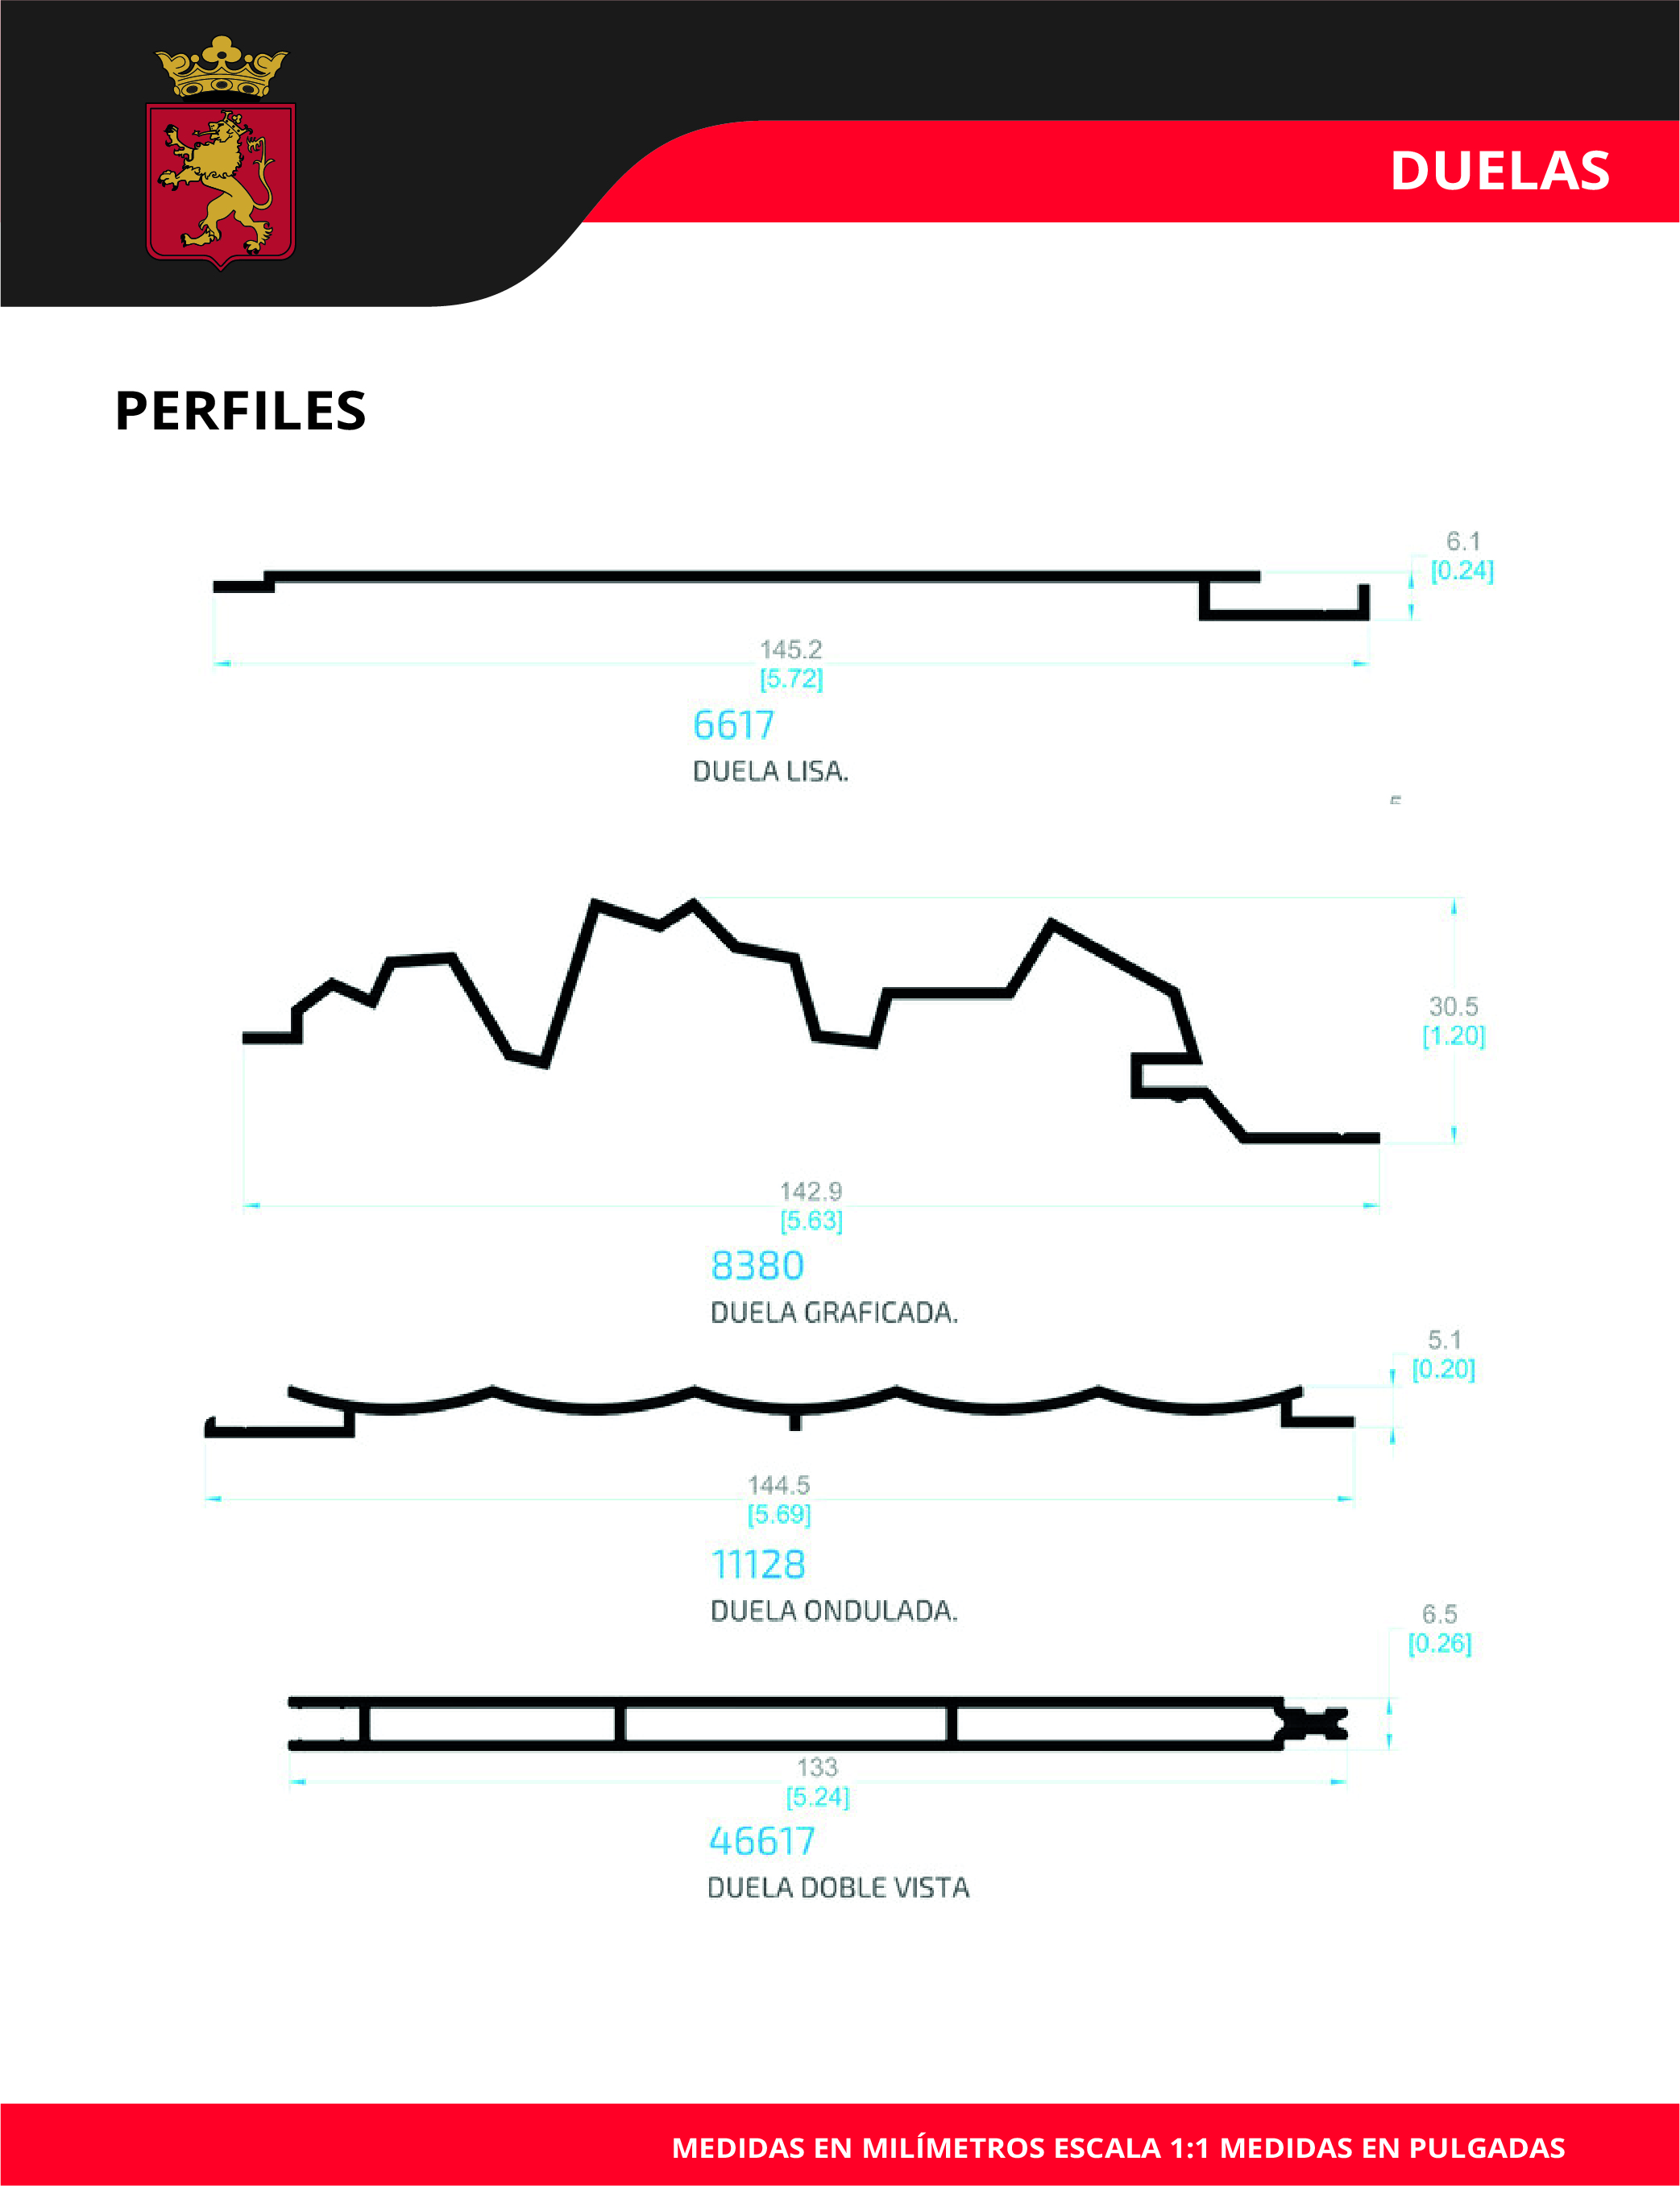 DUELAS
PERFILES
6.1
[0.24]
145.2
[5.72]
6617
DUELA LISA.
30.5
[1.20]
142.9
[5.63]
8380
DUELA GRAFICADA.
5.1
[0.20]
144.5
[5.69]
11128
DUELA ONDULADA.
6.5
[0.26]
133
[5.24]
46617
DUELA DOBLE VISTA
MEDIDAS EN MILÍMETROS ESCALA 1:1 MEDIDAS EN PULGADAS